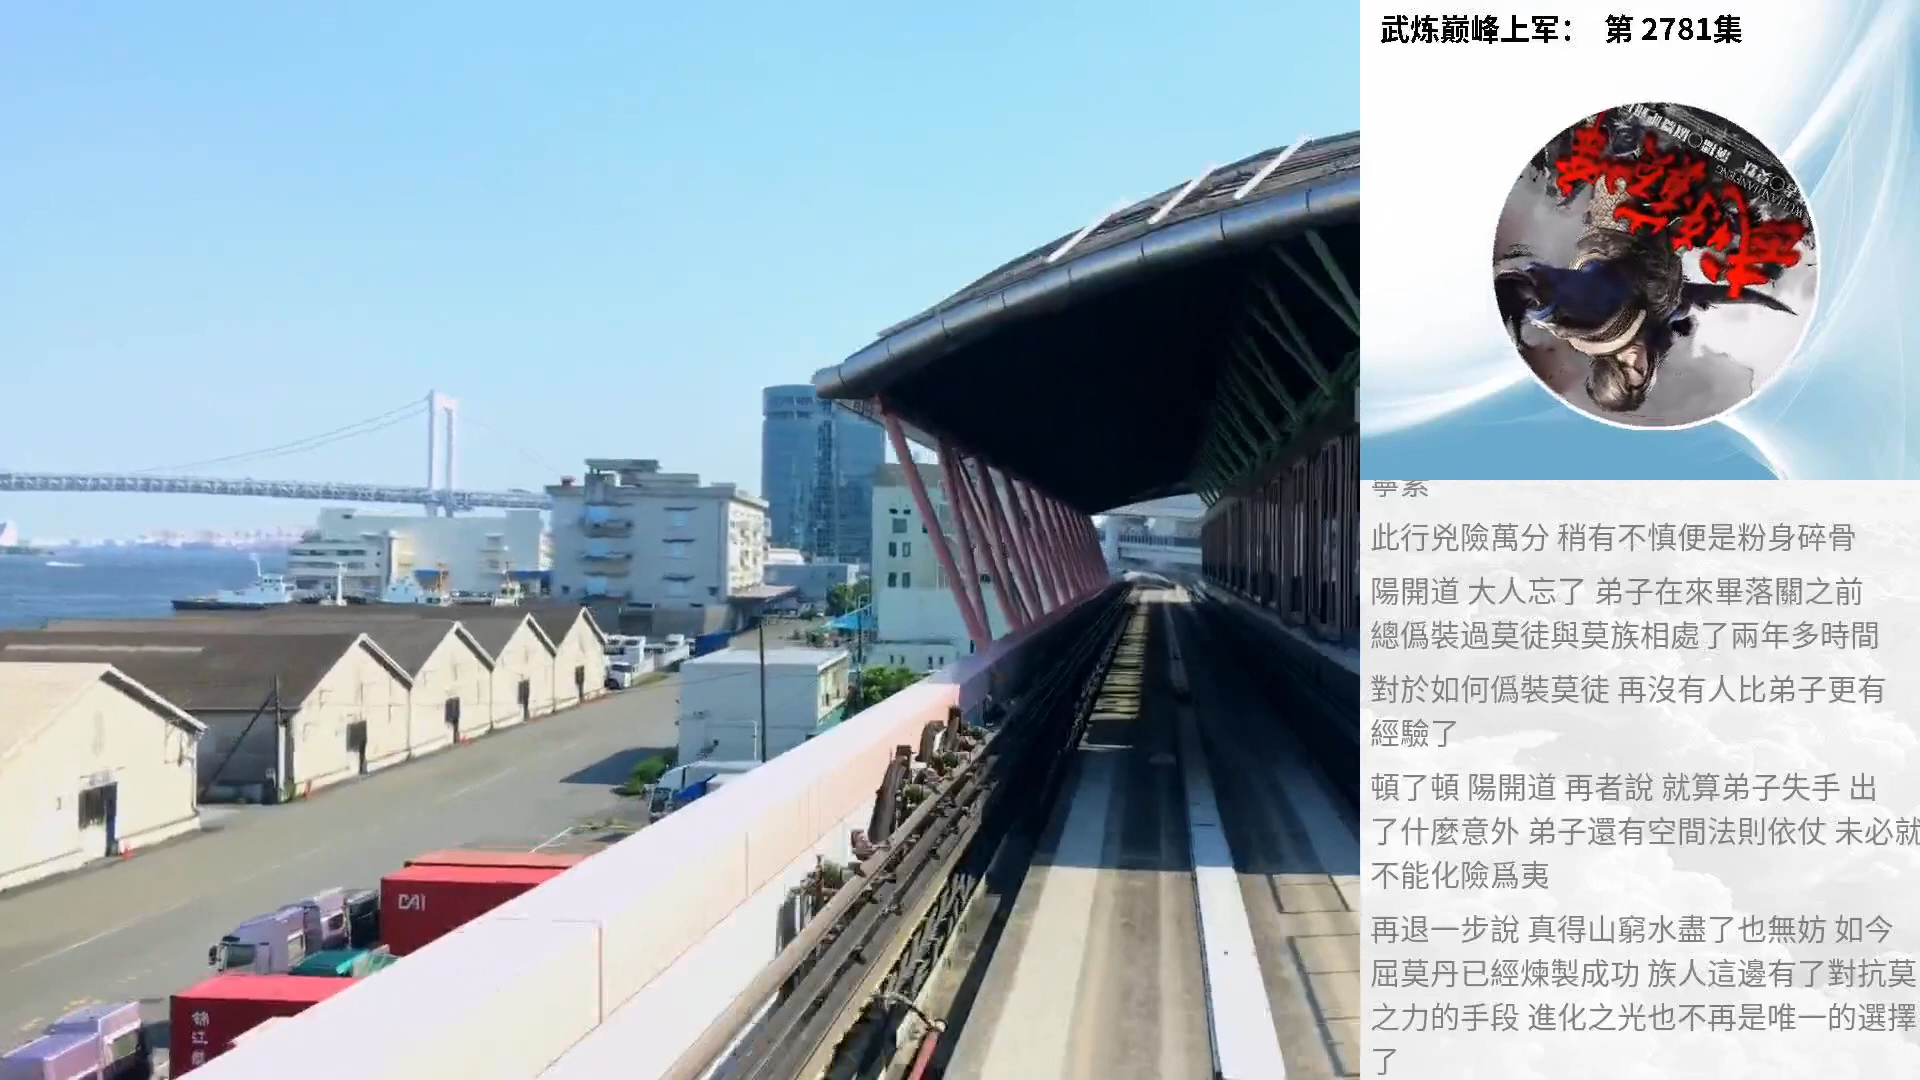 武炼巅峰上军： 第 2781集
WULIANDIANFENG
寧奈
此行兇險萬分 稍有不慎便是粉身碎骨
陽開道 大人忘了 弟子在來畢落關之前
總僞裝過莫徒與莫族相處了兩年多時間
對於如何僞裝莫徒 再沒有人比弟子更有
經驗了
頓了頓 陽開道 再者說 就算弟子失手 出
了什麼意外 弟子還有空間法則依仗 未必就
不能化險爲夷
再退一步說 真得山窮水盡了也無妨 如今
屈莫丹已經煉製成功 族人這邊有了對抗莫
之力的手段 進化之光也不再是唯一的選擇
了
DAI
錦江